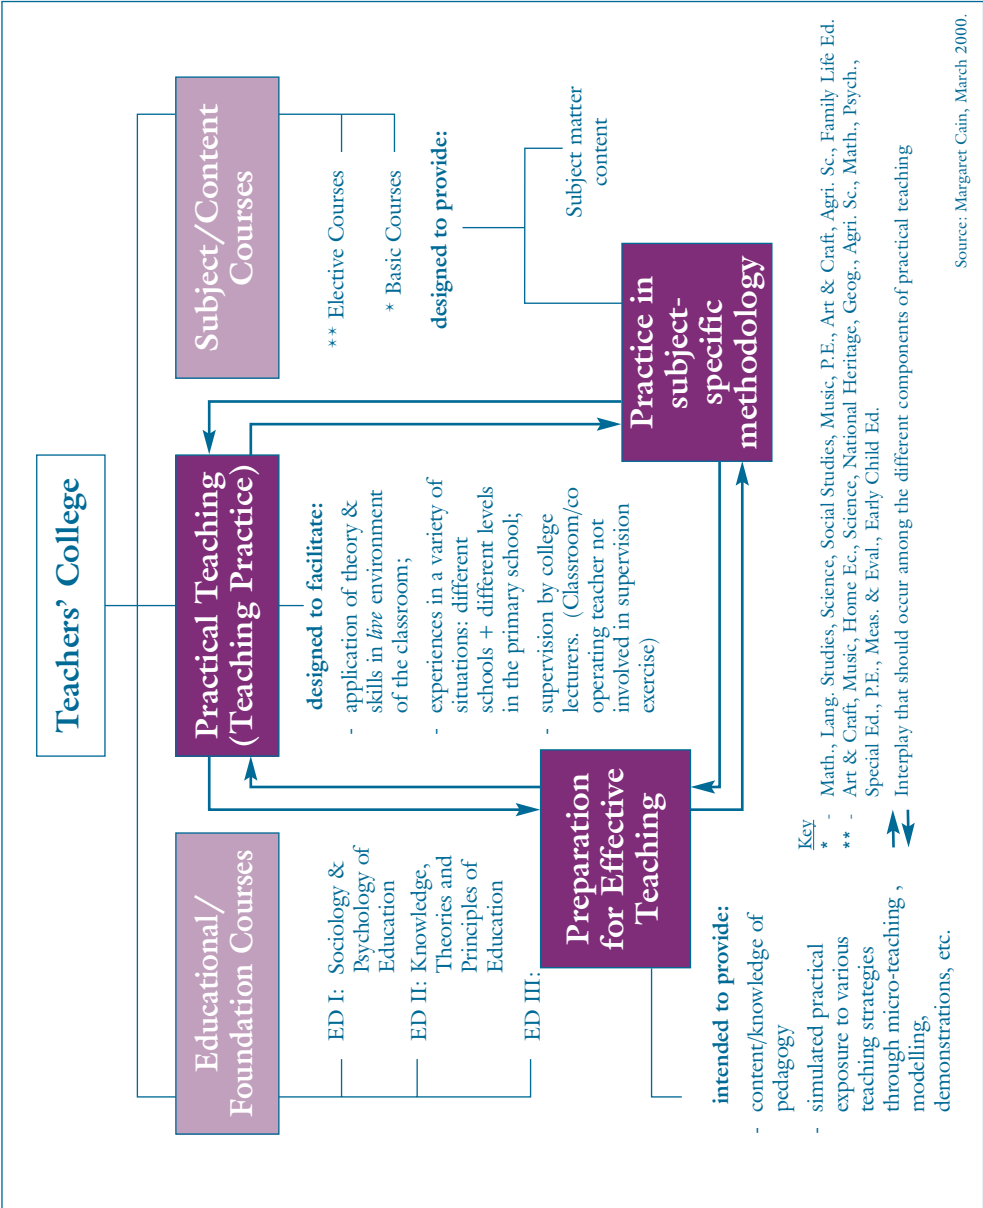 Teachers' College
Educational/
Foundation Courses
ED I: Sociology &
Psychology of
Education
ED II: Knowledge,
Theories and
Principles of
Education
ED III:
Preparation
for Effective
Teaching
intended to provide:
- content/knowledge of
pedagogy
- simulated practical
exposure to various
teaching strategies
through micro-teaching ,
modelling,
demonstrations, etc.
Practical Teaching
(Teaching Practice)
designed to facilitate:
- application of theory &
skills in live environment
of the classroom;
- experiences in a variety of
situations: different
schools + different levels
in the primary school;
- supervision by college
lecturers. (Classroom/co
operating teacher not
involved in supervision
exercise)
Subject/Content
Courses
** Elective Courses
* Basic Courses
designed to provide:
Subject matter
content
Practice in
subject-
specific
methodology
Key
* - Math., Lang. Studies, Science, Social Studies, Music, P.E., Art & Craft, Agri. Sc., Family Life Ed.
** - Art & Craft, Music, Home Ec., Science, National Heritage, Geog., Agri. Sc., Math., Psych.,
Special Ed., P.E., Meas. & Eval., Early Child Ed.
Interplay that should occur among the different components of practical teaching
Source: Margaret Cain, March 2000.